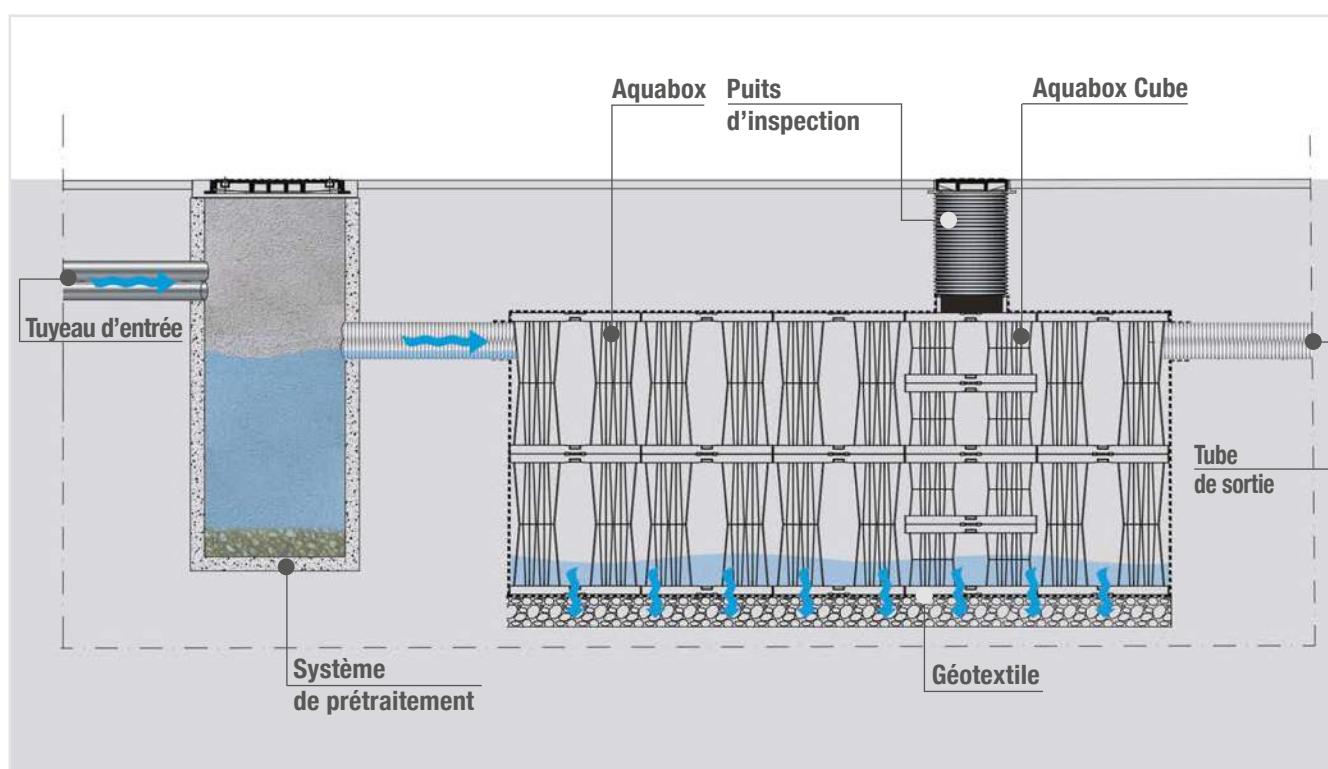 Aquabox
Puits
d’inspection
Aquabox Cube
Tuyeau d’entrée
Tube
de sortie
Système
de prétraitement
Géotextile